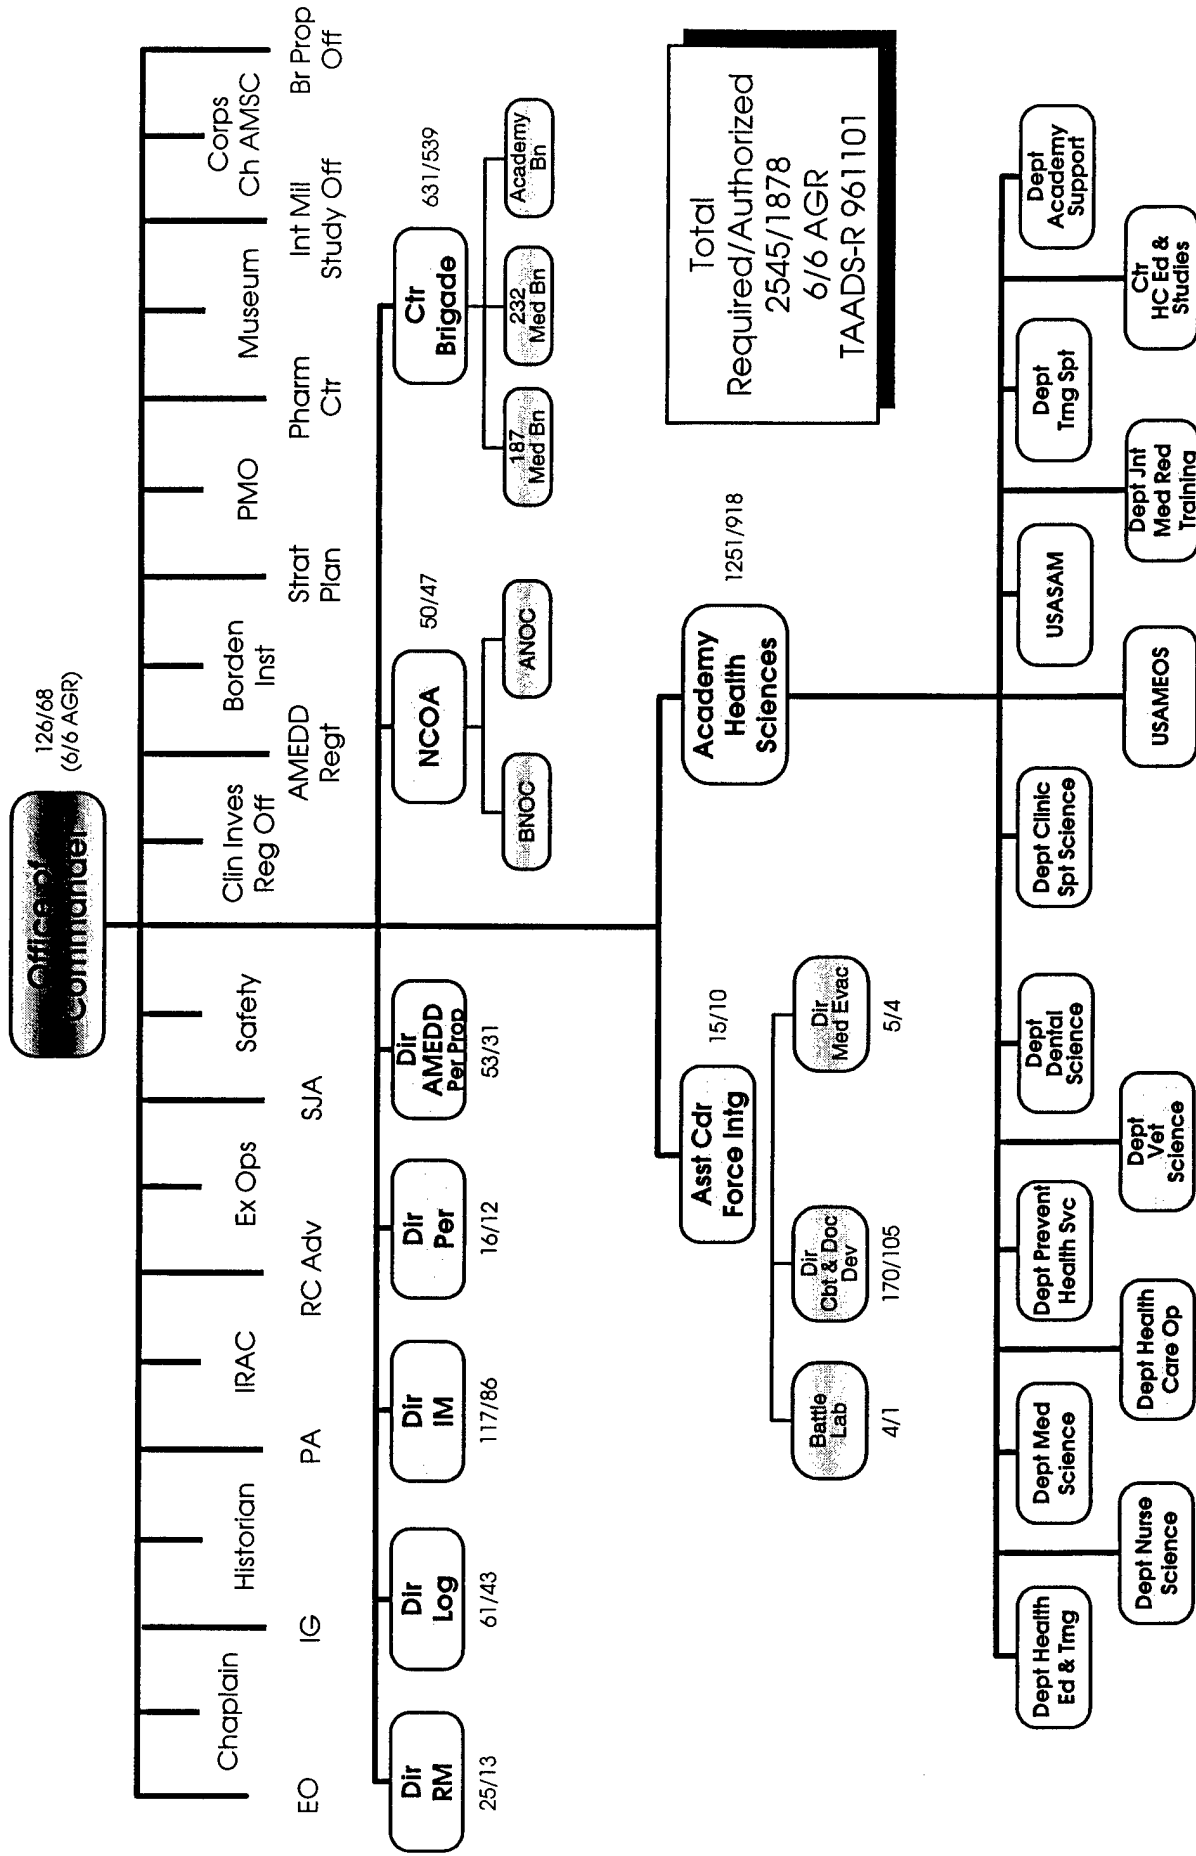 Office of
Commander
126/68
(6/6 AGR)
EO
Chaplain
IG
Historian
PA
IRAC
RC Adv
Ex Ops
SJA
Safety
Clin Inves
Reg Off
AMEDD
Regt
Borden
Inst
Strat
Plan
PMO
Pharm
Ctr
Museum
Int Mil
Study Off
Corps
Ch AMSC
Br Prop
Off
Dir
RM
25/13
Dir
Log
61/43
Dir
IM
117/86
Dir
Per
16/12
Dir
AMEDD
Per Prop
53/31
NCOA
50/47
BNOC
ANOC
Ctr
Brigade
631/539
187
Med Bn
232
Med Bn
Academy
Bn
Asst Cdr
Force Intg
15/10
Battle
Lab
4/1
Dir
Cbt & Doc
Dev
170/105
Dir
Med Evac
5/4
Academy
Health
Sciences
1251/918
Total
Required/Authorized
2545/1878
6/6 AGR
TAADS-R 961101
Dept Health
Ed & Trng
Dept Nurse
Science
Dept Med
Science
Dept Health
Care Op
Dept Prevent
Health Svc
Dept
Vet
Science
Dept
Dental
Science
Dept Clinic
Spt Science
USAMEOS
USASAM
Dept Jnt
Med Red
Training
Dept
Trng Spt
Ctr
HC Ed &
Studies
Dept
Academy
Support